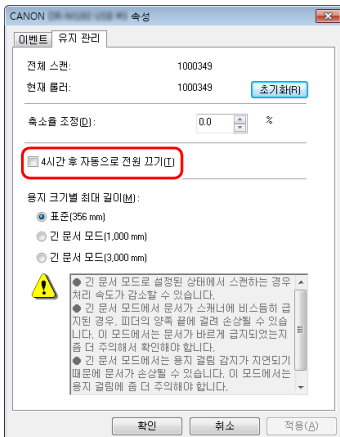 CANON 속성
이벤트 유지 관리
전체 스캔: 1000349
현재 롤러: 1000349 초기화(R)
축소율 조정(D): 0.0 %
4시간 후 자동으로 전원 끄기(T)
용지 크기별 최대 길이(M):
표준(356 mm)
긴 문서 모드(1,000 mm)
긴 문서 모드(3,000 mm)
● 긴 문서 모드로 설정된 상태에서 스캔하는 경우
처리 속도가 감소할 수 있습니다.
● 긴 문서 모드에서 문서가 스캐너에 비스듬히 급
지된 경우, 피더의 양쪽 끝에 걸려 손상될 수 있습
니다. 이 모드에서는 문서가 바르게 급지되었는지
좀 더 주의해서 확인해야 합니다.
● 긴 문서 모드에서는 용지 걸림 감지가 지연되기
때문에 문서가 손상될 수 있습니다. 이 모드에서는
용지 걸림에 좀 더 주의해야 합니다.
확인 취소 적용(A)